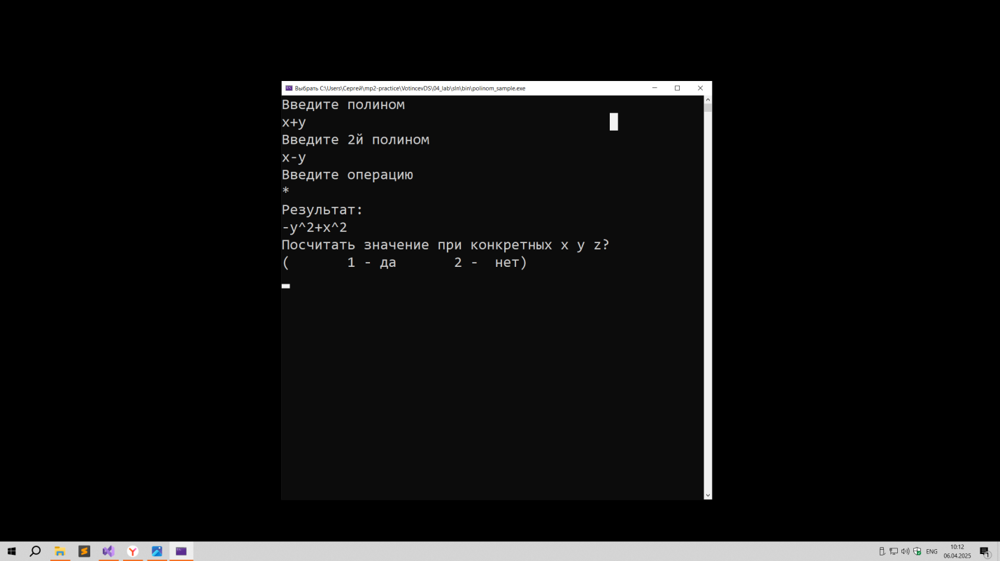 Выбрать C:\Users\Сергей\mp2-practice\VotincevDS\04_lab\sln\bin\polinom_sample.exe
Введите полином
x+y
Введите 2й полином
x-y
Введите операцию
*
Результат:
-y^2+x^2
Посчитать значение при конкретных x y z?
( 1 - да 2 - нет)
ENG
10:12
06.04.2025
1